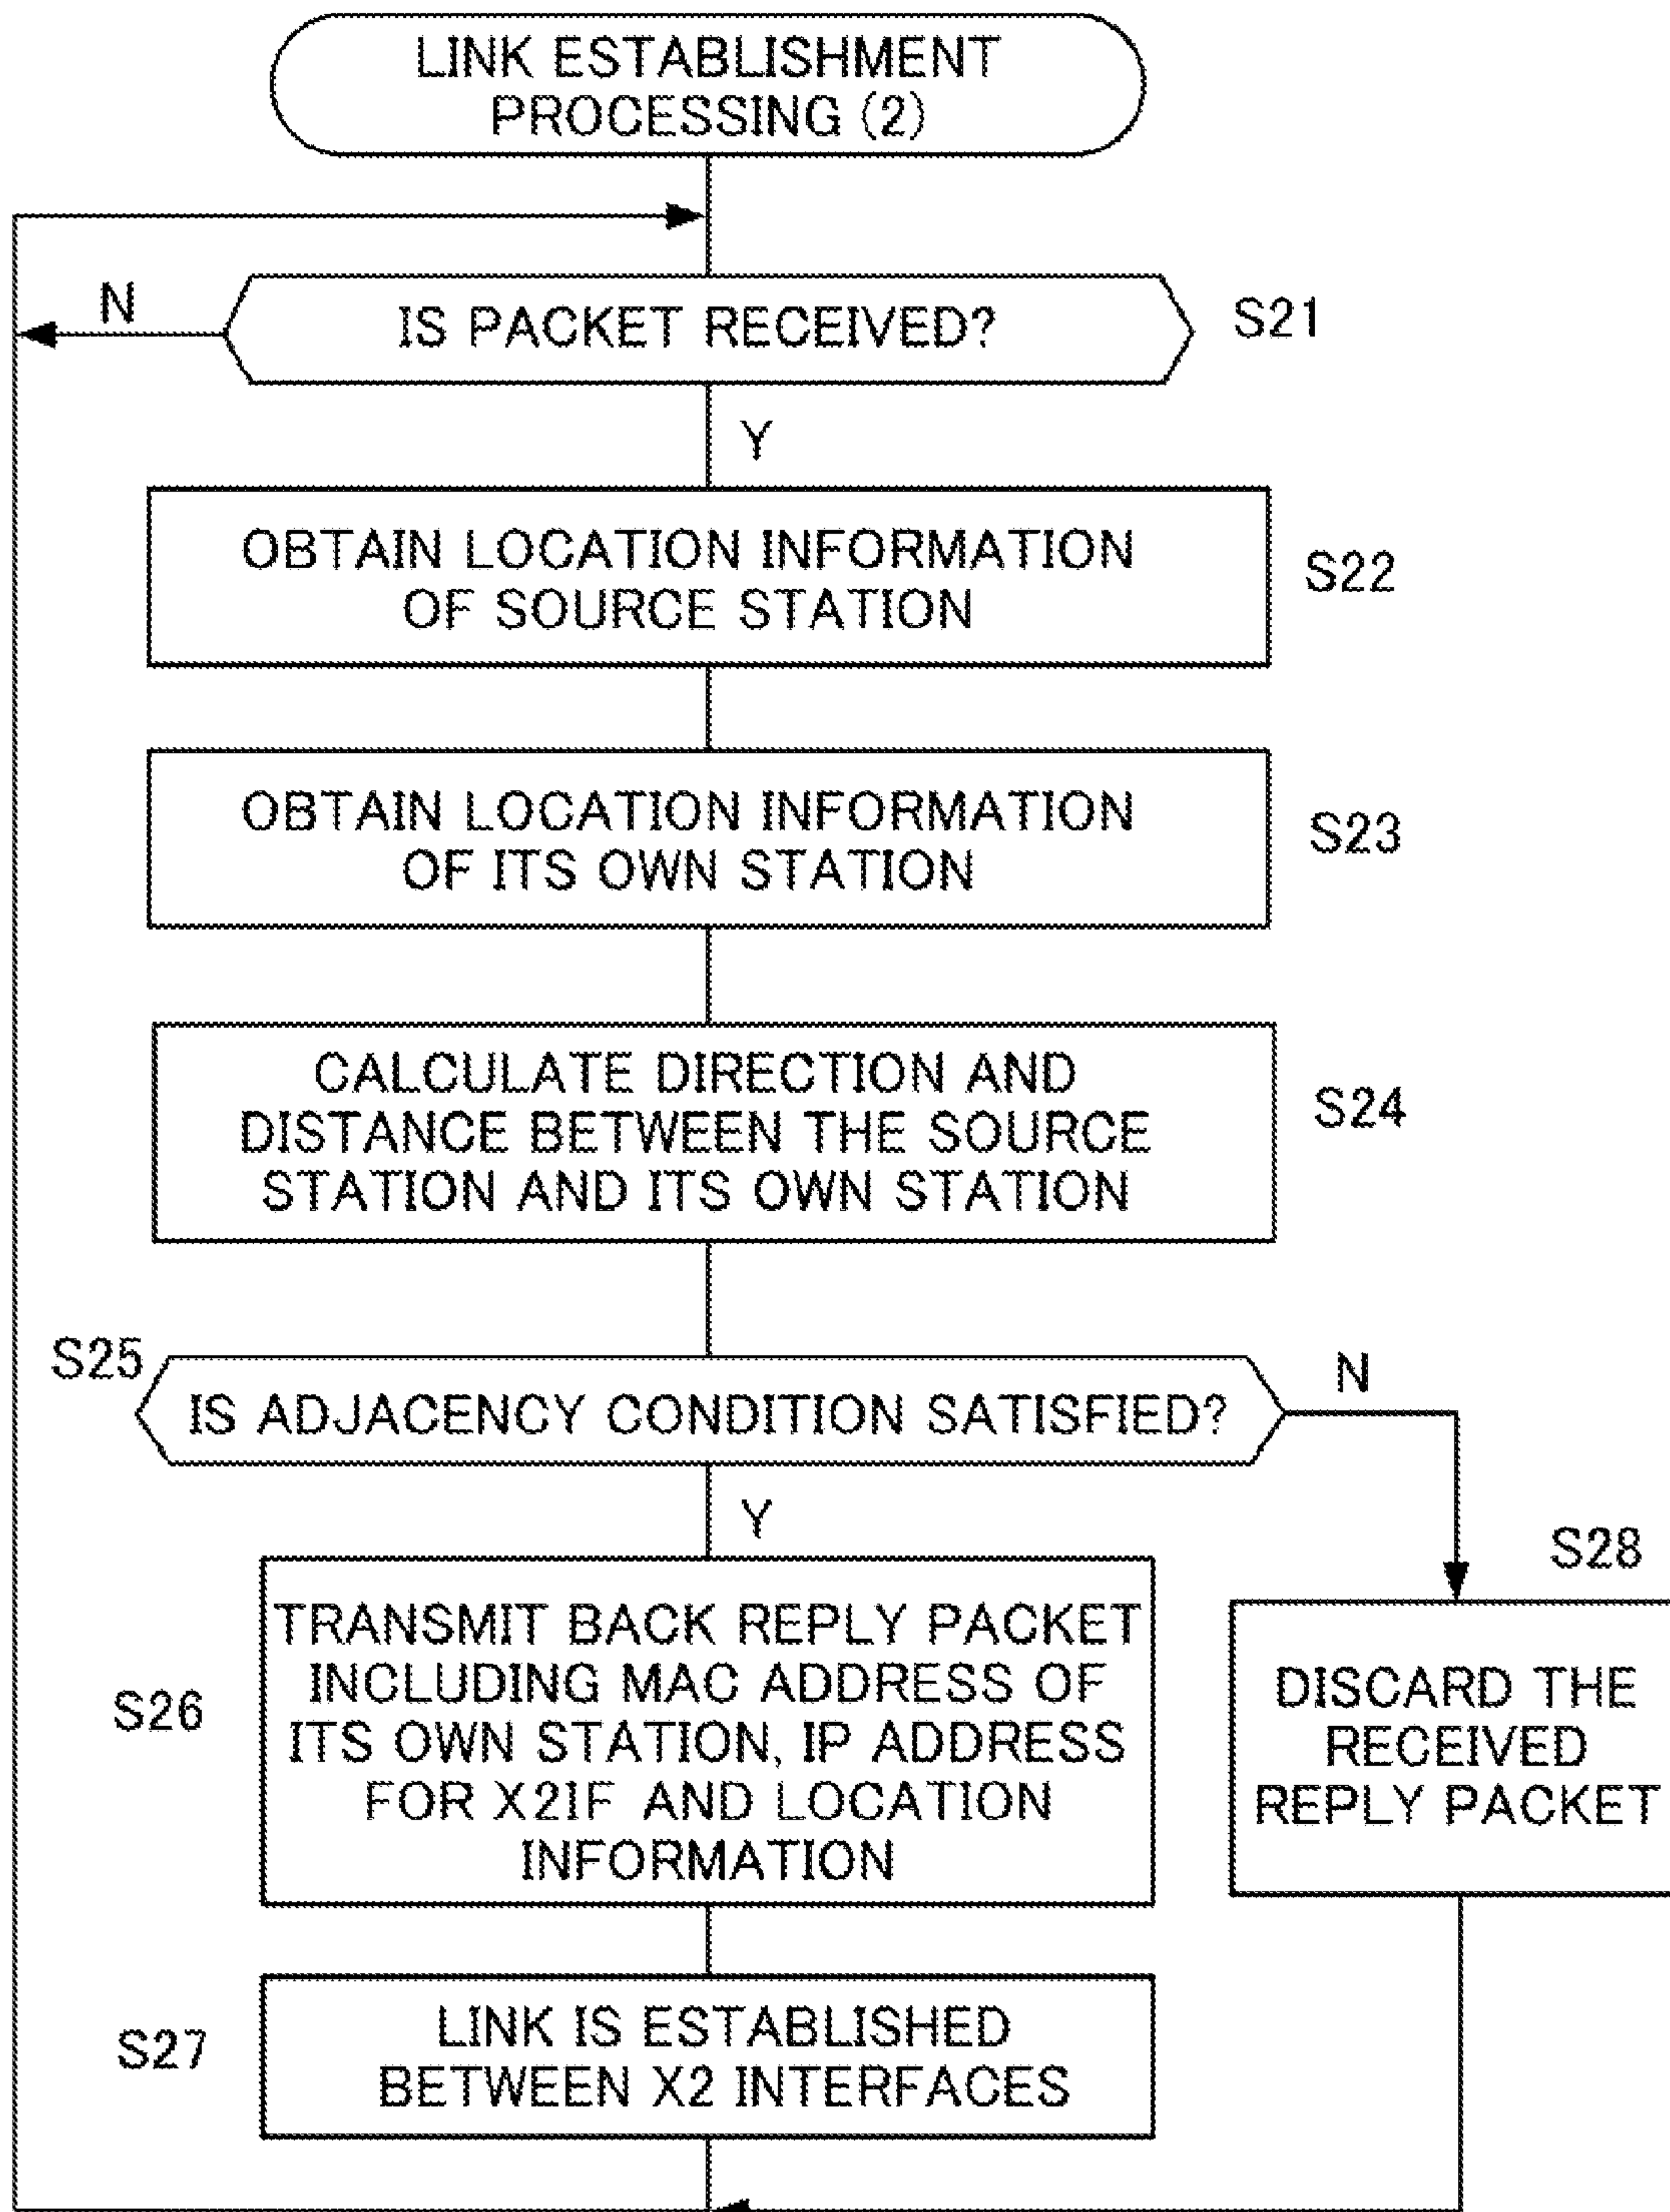 LINK ESTABLISHMENT
PROCESSING (2)
N
IS PACKET RECEIVED?
S21
Y
OBTAIN LOCATION INFORMATION
OF SOURCE STATION
S22
OBTAIN LOCATION INFORMATION
OF ITS OWN STATION
S23
CALCULATE DIRECTION AND
DISTANCE BETWEEN THE SOURCE
STATION AND ITS OWN STATION
S24
S25
IS ADJACENCY CONDITION SATISFIED?
N
Y
S26
TRANSMIT BACK REPLY PACKET
INCLUDING MAC ADDRESS OF
ITS OWN STATION, IP ADDRESS
FOR X2IF AND LOCATION
INFORMATION
S28
DISCARD THE
RECEIVED
REPLY PACKET
S27
LINK IS ESTABLISHED
BETWEEN X2 INTERFACES